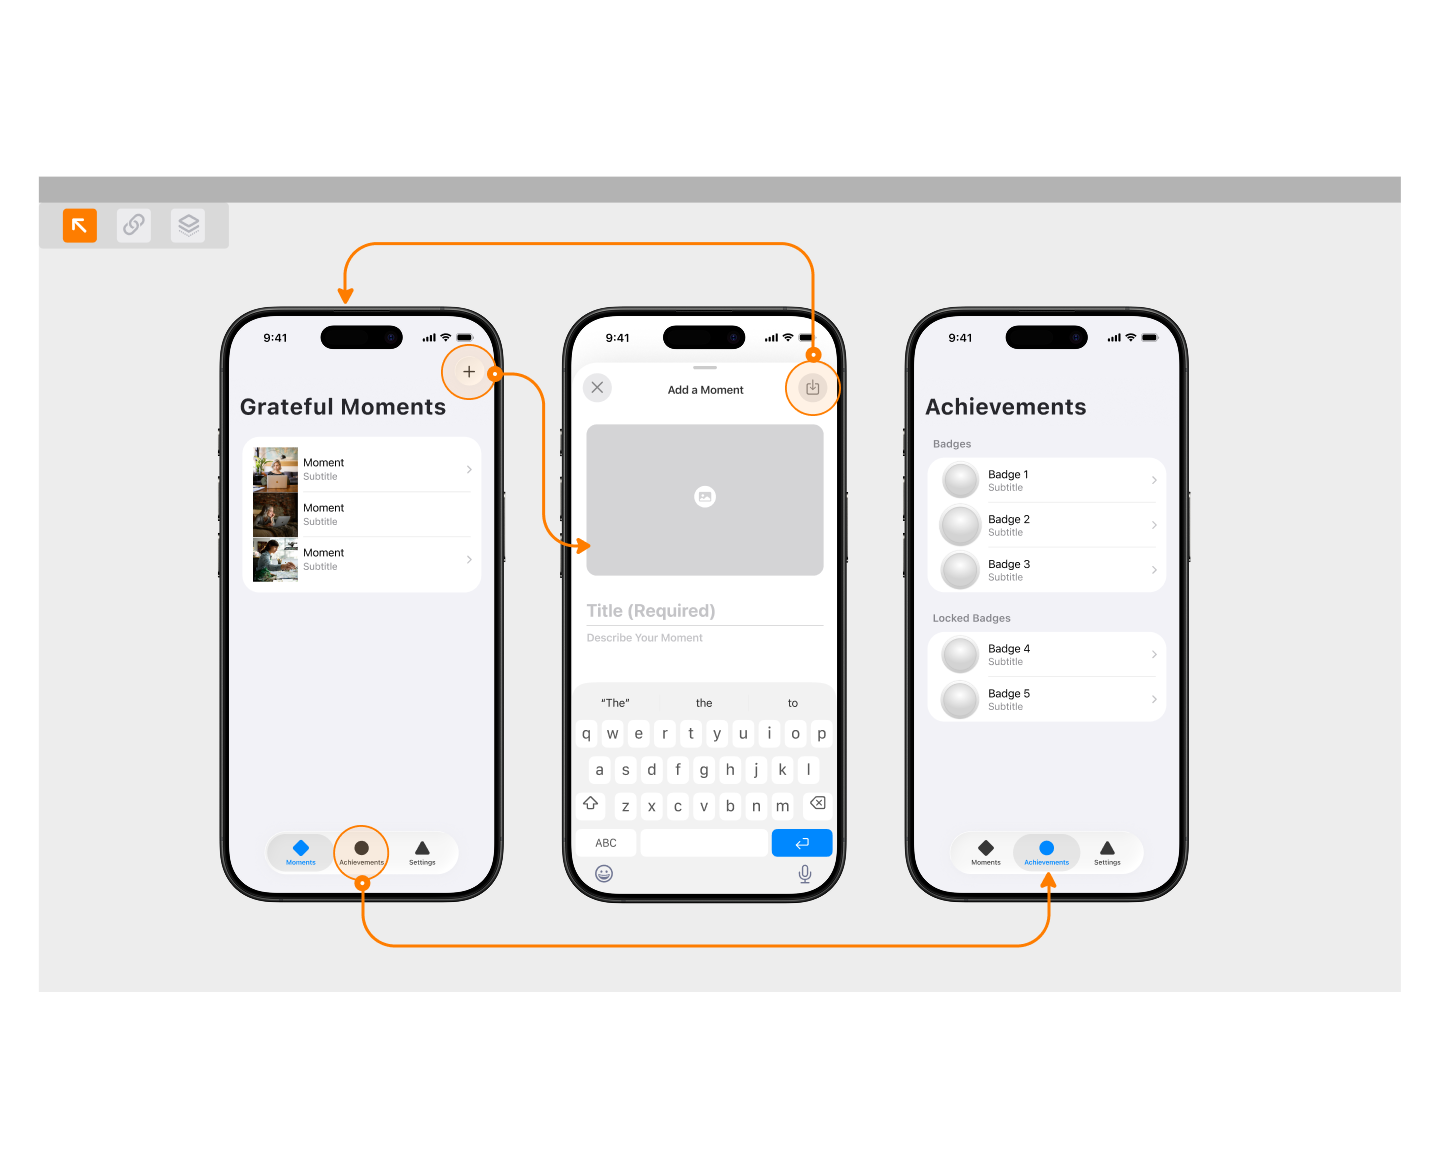 9:41
Grateful Moments
Moment
Subtitle
Moment
Subtitle
Moment
Subtitle
Moments
Achievements
Settings
9:41
Add a Moment
Title (Required)
Describe Your Moment
“The”
the
to
q w e r t y u i o p
a s d f g h j k l
z x c v b n m
ABC
9:41
Achievements
Badges
Badge 1
Subtitle
Badge 2
Subtitle
Badge 3
Subtitle
Locked Badges
Badge 4
Subtitle
Badge 5
Subtitle
Moments
Achievements
Settings